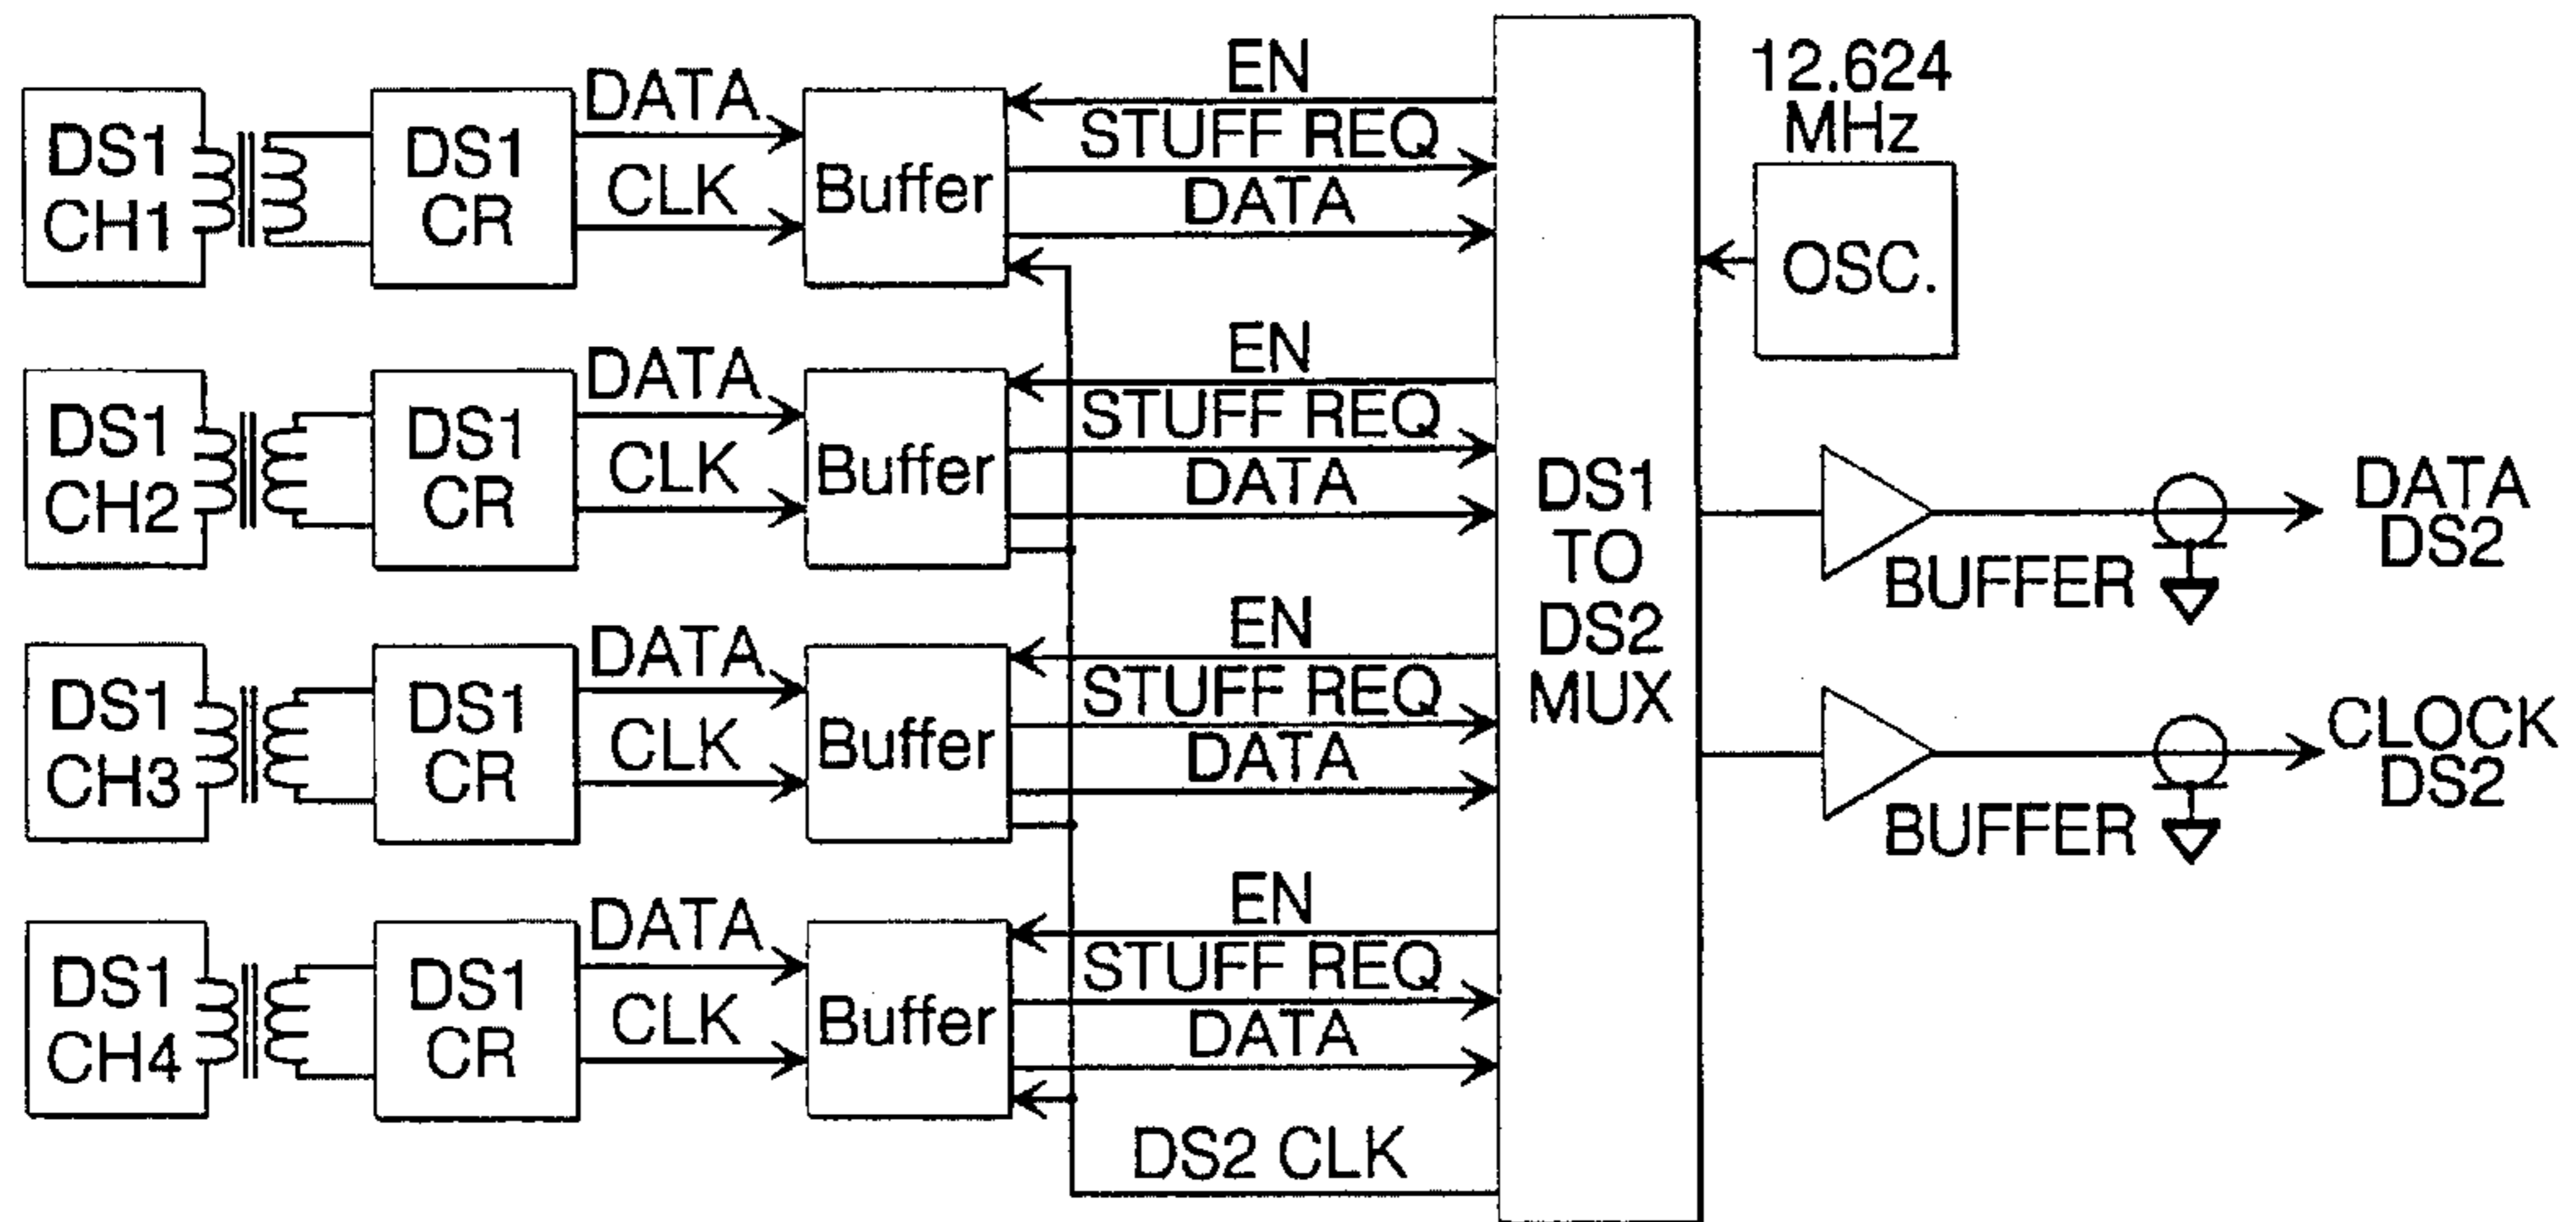 DS1
CH1
DS1
CR
DATA
CLK
Buffer
EN
STUFF REQ
DATA
12.624
MHz
OSC.
DS1
CH2
DS1
CR
DATA
CLK
Buffer
EN
STUFF REQ
DATA
DS1
TO
DS2
MUX
BUFFER
DATA
DS2
DS1
CH3
DS1
CR
DATA
CLK
Buffer
EN
STUFF REQ
DATA
BUFFER
CLOCK
DS2
DS1
CH4
DS1
CR
DATA
CLK
Buffer
EN
STUFF REQ
DATA
DS2 CLK